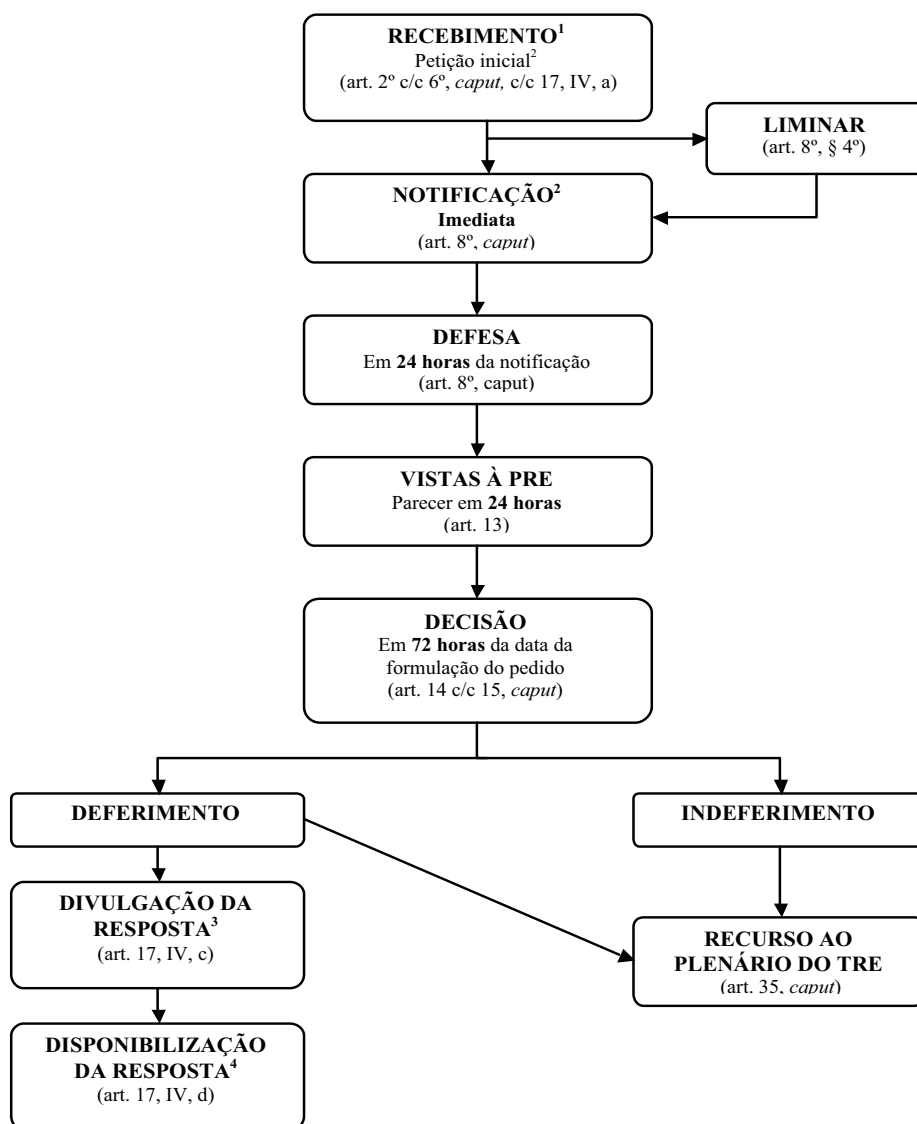 RECEBIMENTO¹
Petição inicial²
(art. 2º c/c 6º, caput, c/c 17, IV, a)
LIMINAR
(art. 8º, § 4º)
NOTIFICAÇÃO²
Imediata
(art. 8º, caput)
DEFESA
Em 24 horas da notificação
(art. 8º, caput)
VISTAS À PRE
Parecer em 24 horas
(art. 13)
DECISÃO
Em 72 horas da data da
formulação do pedido
(art. 14 c/c 15, caput)
DEFERIMENTO
INDEFERIMENTO
DIVULGAÇÃO DA
RESPOSTA³
(art. 17, IV, c)
RECURSO AO
PLENÁRIO DO TRE
(art. 35, caput)
DISPONIBILIZAÇÃO
DA RESPOSTA⁴
(art. 17, IV, d)